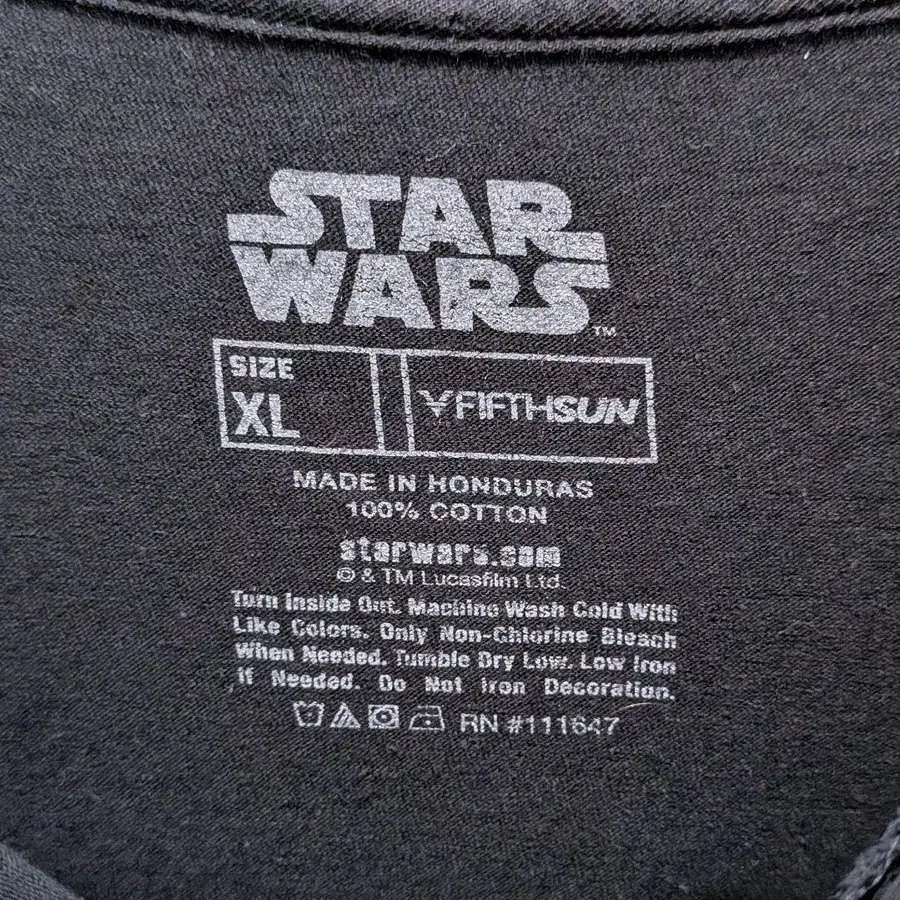 STAR
WARS™
SIZE
XL
FIFTHSUN
MADE IN HONDURAS
100% COTTON
starwars.com
© & TM Lucasfilm Ltd.
Turn Inside Out. Machine Wash Cold With
Like Colors. Only Non-Chlorine Bleach
When Needed. Tumble Dry Low. Low Iron
If Needed. Do Not Iron Decoration.
RN #111647